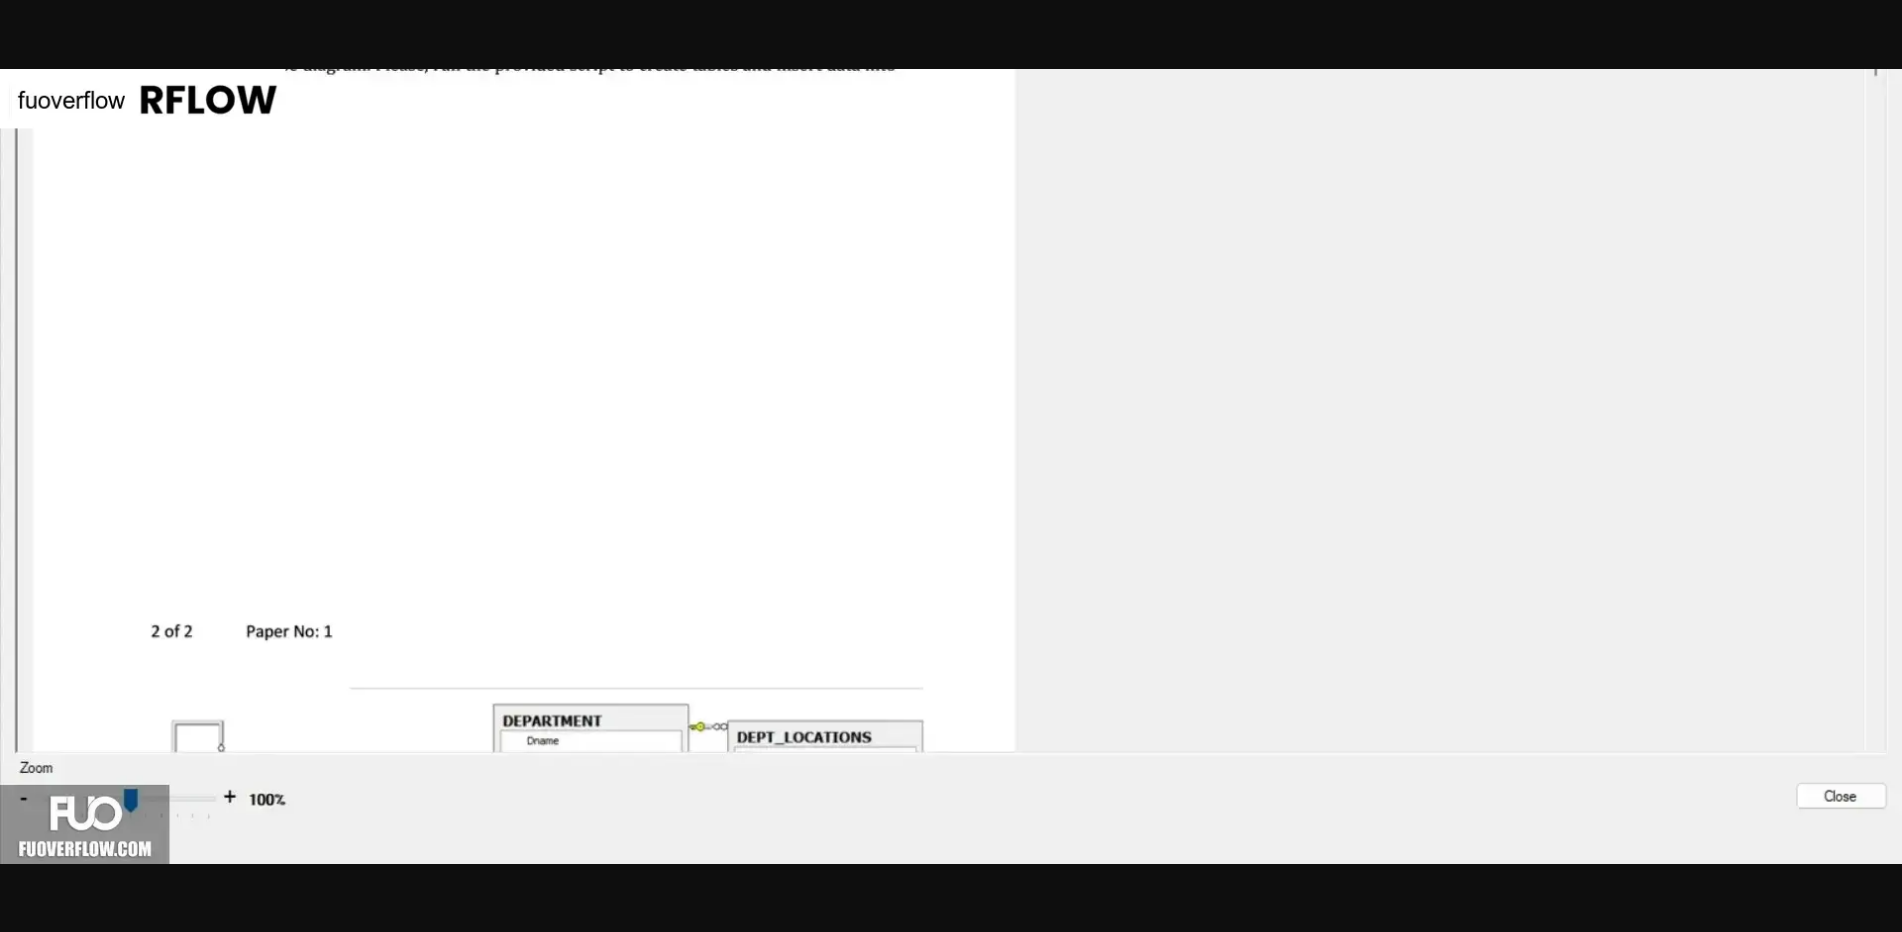 diagram. Please, run the provided script to create tables and insert data into
fuoverflow RFLOW
2 of 2 Paper No: 1
DEPARTMENT
Dname
DEPT_LOCATIONS
Zoom
- + 100%
Close
FUO
FUOVERFLOW.COM